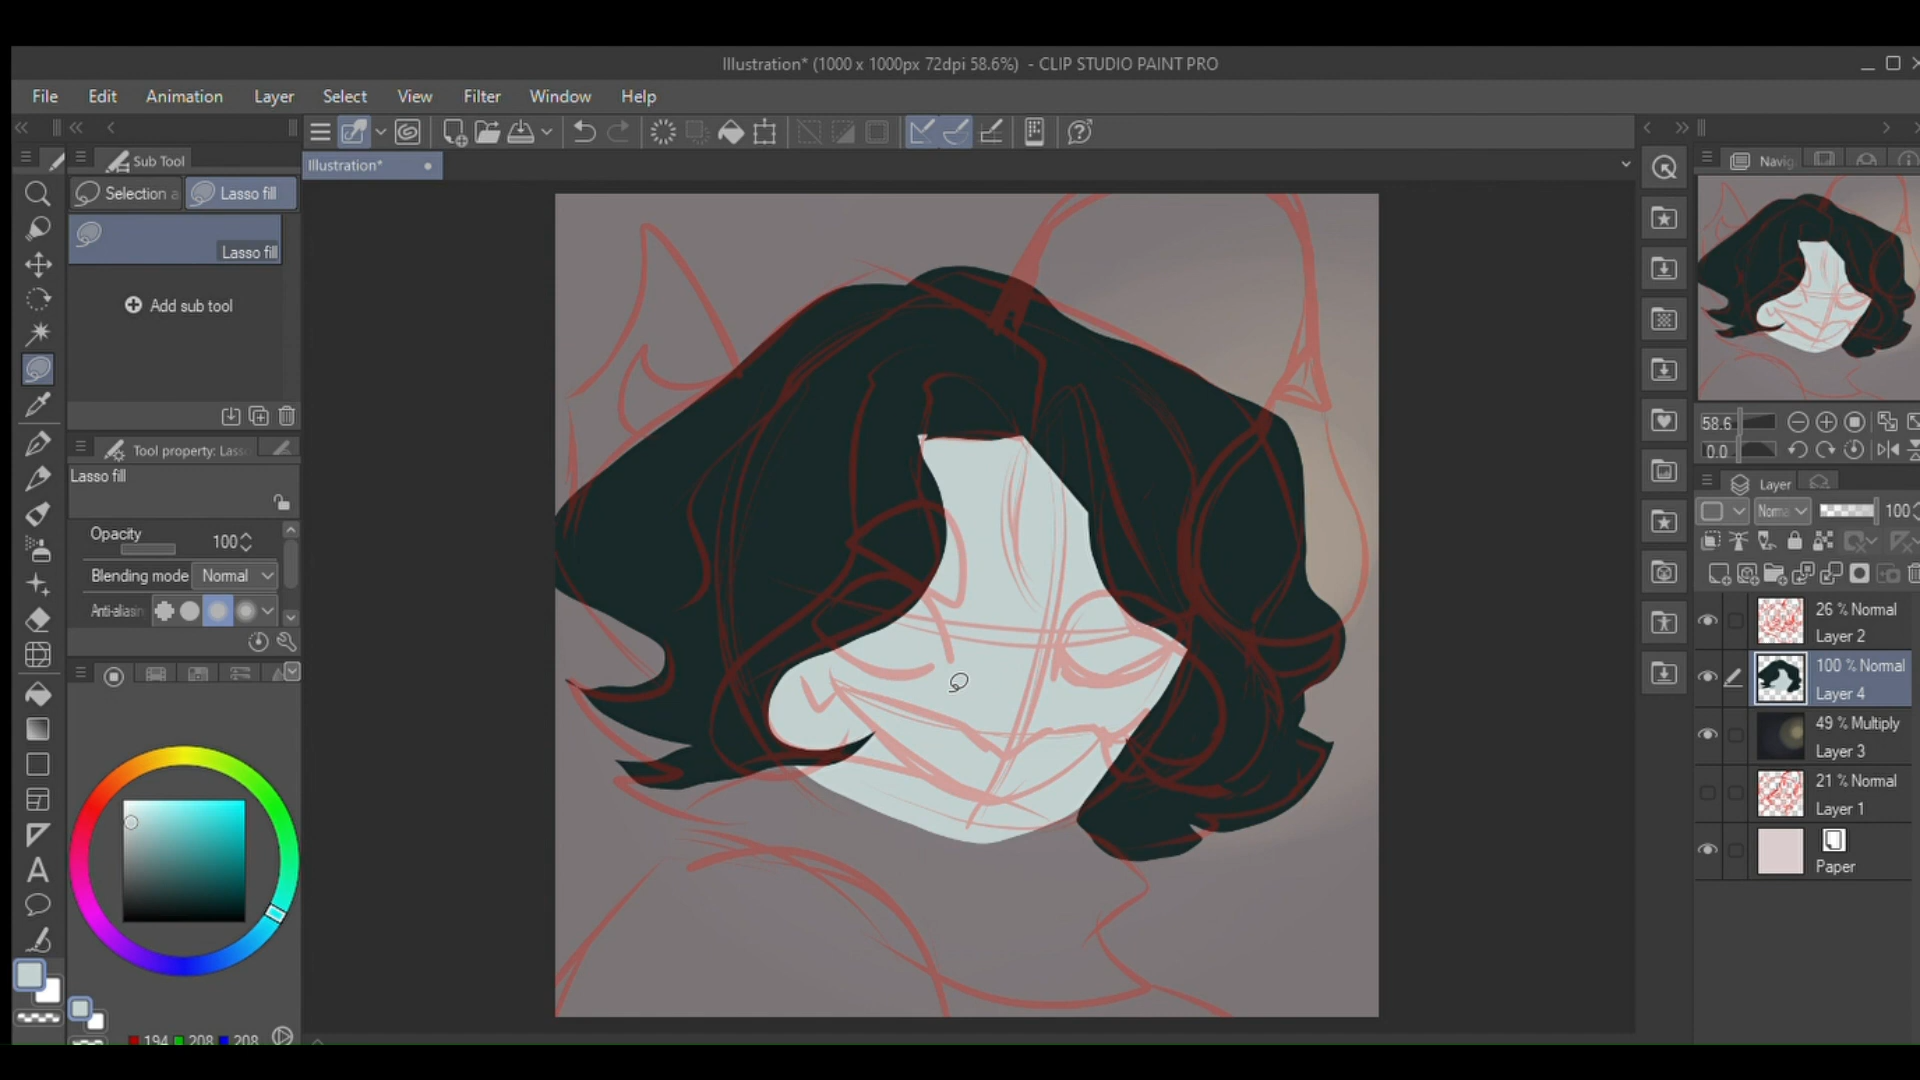 Illustration* (1000 x 1000px 72dpi 58.6%) - CLIP STUDIO PAINT PRO
File Edit Animation Layer Select View Filter Window Help
Sub Tool
Illustration*
Navig
Selection a
Lasso fill
Lasso fill
Add sub tool
58.6
Tool property: Lass
0.0
Lasso fill
Layer
Norma
100
Opacity
100
Blending mode Normal
Anti-aliasin
26 % Normal
Layer 2
100 % Normal
Layer 4
49 % Multiply
Layer 3
21 % Normal
Layer 1
Paper
A
194 208 208